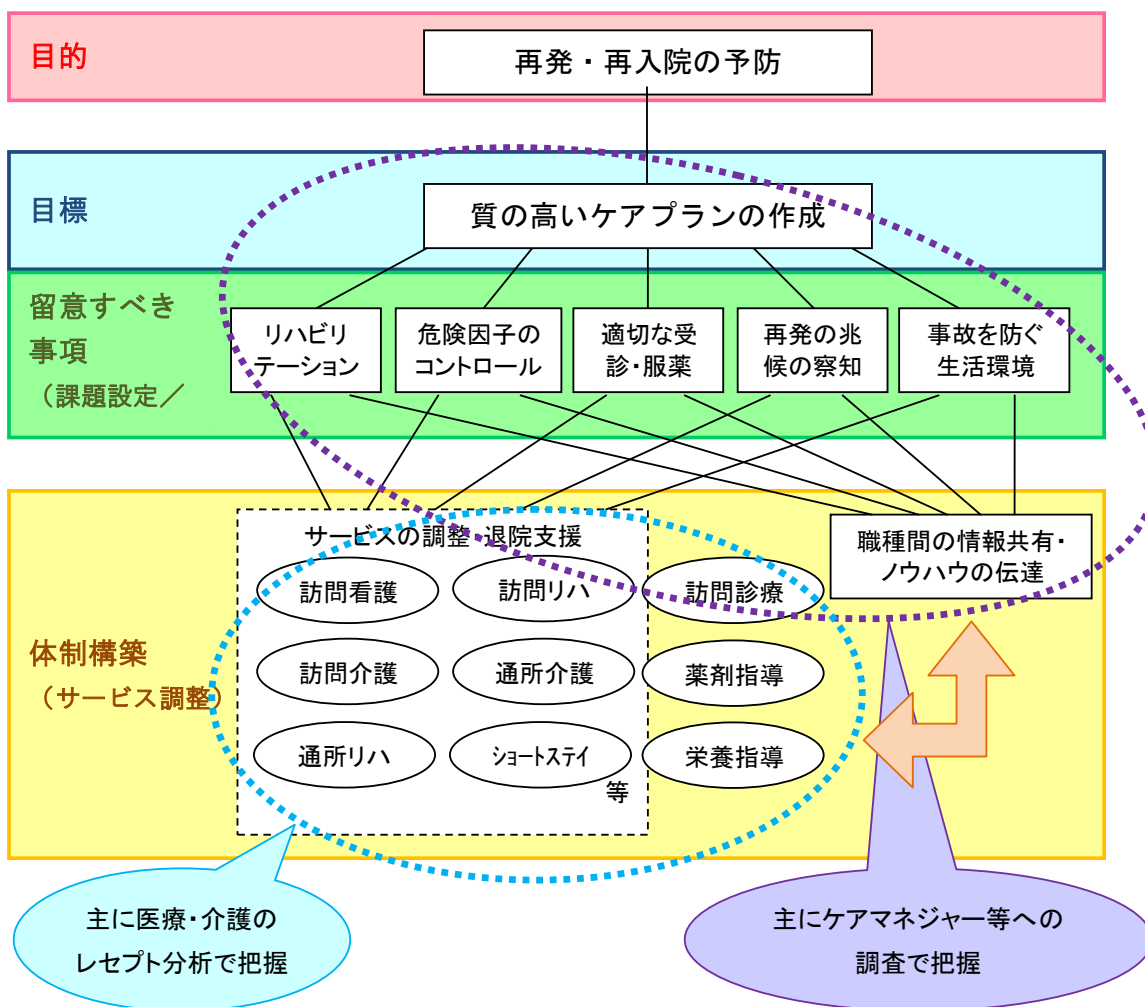 目的
再発・再入院の予防
目標
質の高いケアプランの作成
留意すべき
事項
（課題設定／
リハビリ
テーション
危険因子の
コントロール
適切な受
診・服薬
再発の兆
候の察知
事故を防ぐ
生活環境
体制構築
（サービス調整）
サービスの調整・退院支援
訪問看護
訪問リハ
訪問診療
訪問介護
通所介護
薬剤指導
通所リハ
ショートステイ
栄養指導
等
職種間の情報共有・
ノウハウの伝達
主に医療・介護の
レセプト分析で把握
主にケアマネジャー等への
調査で把握